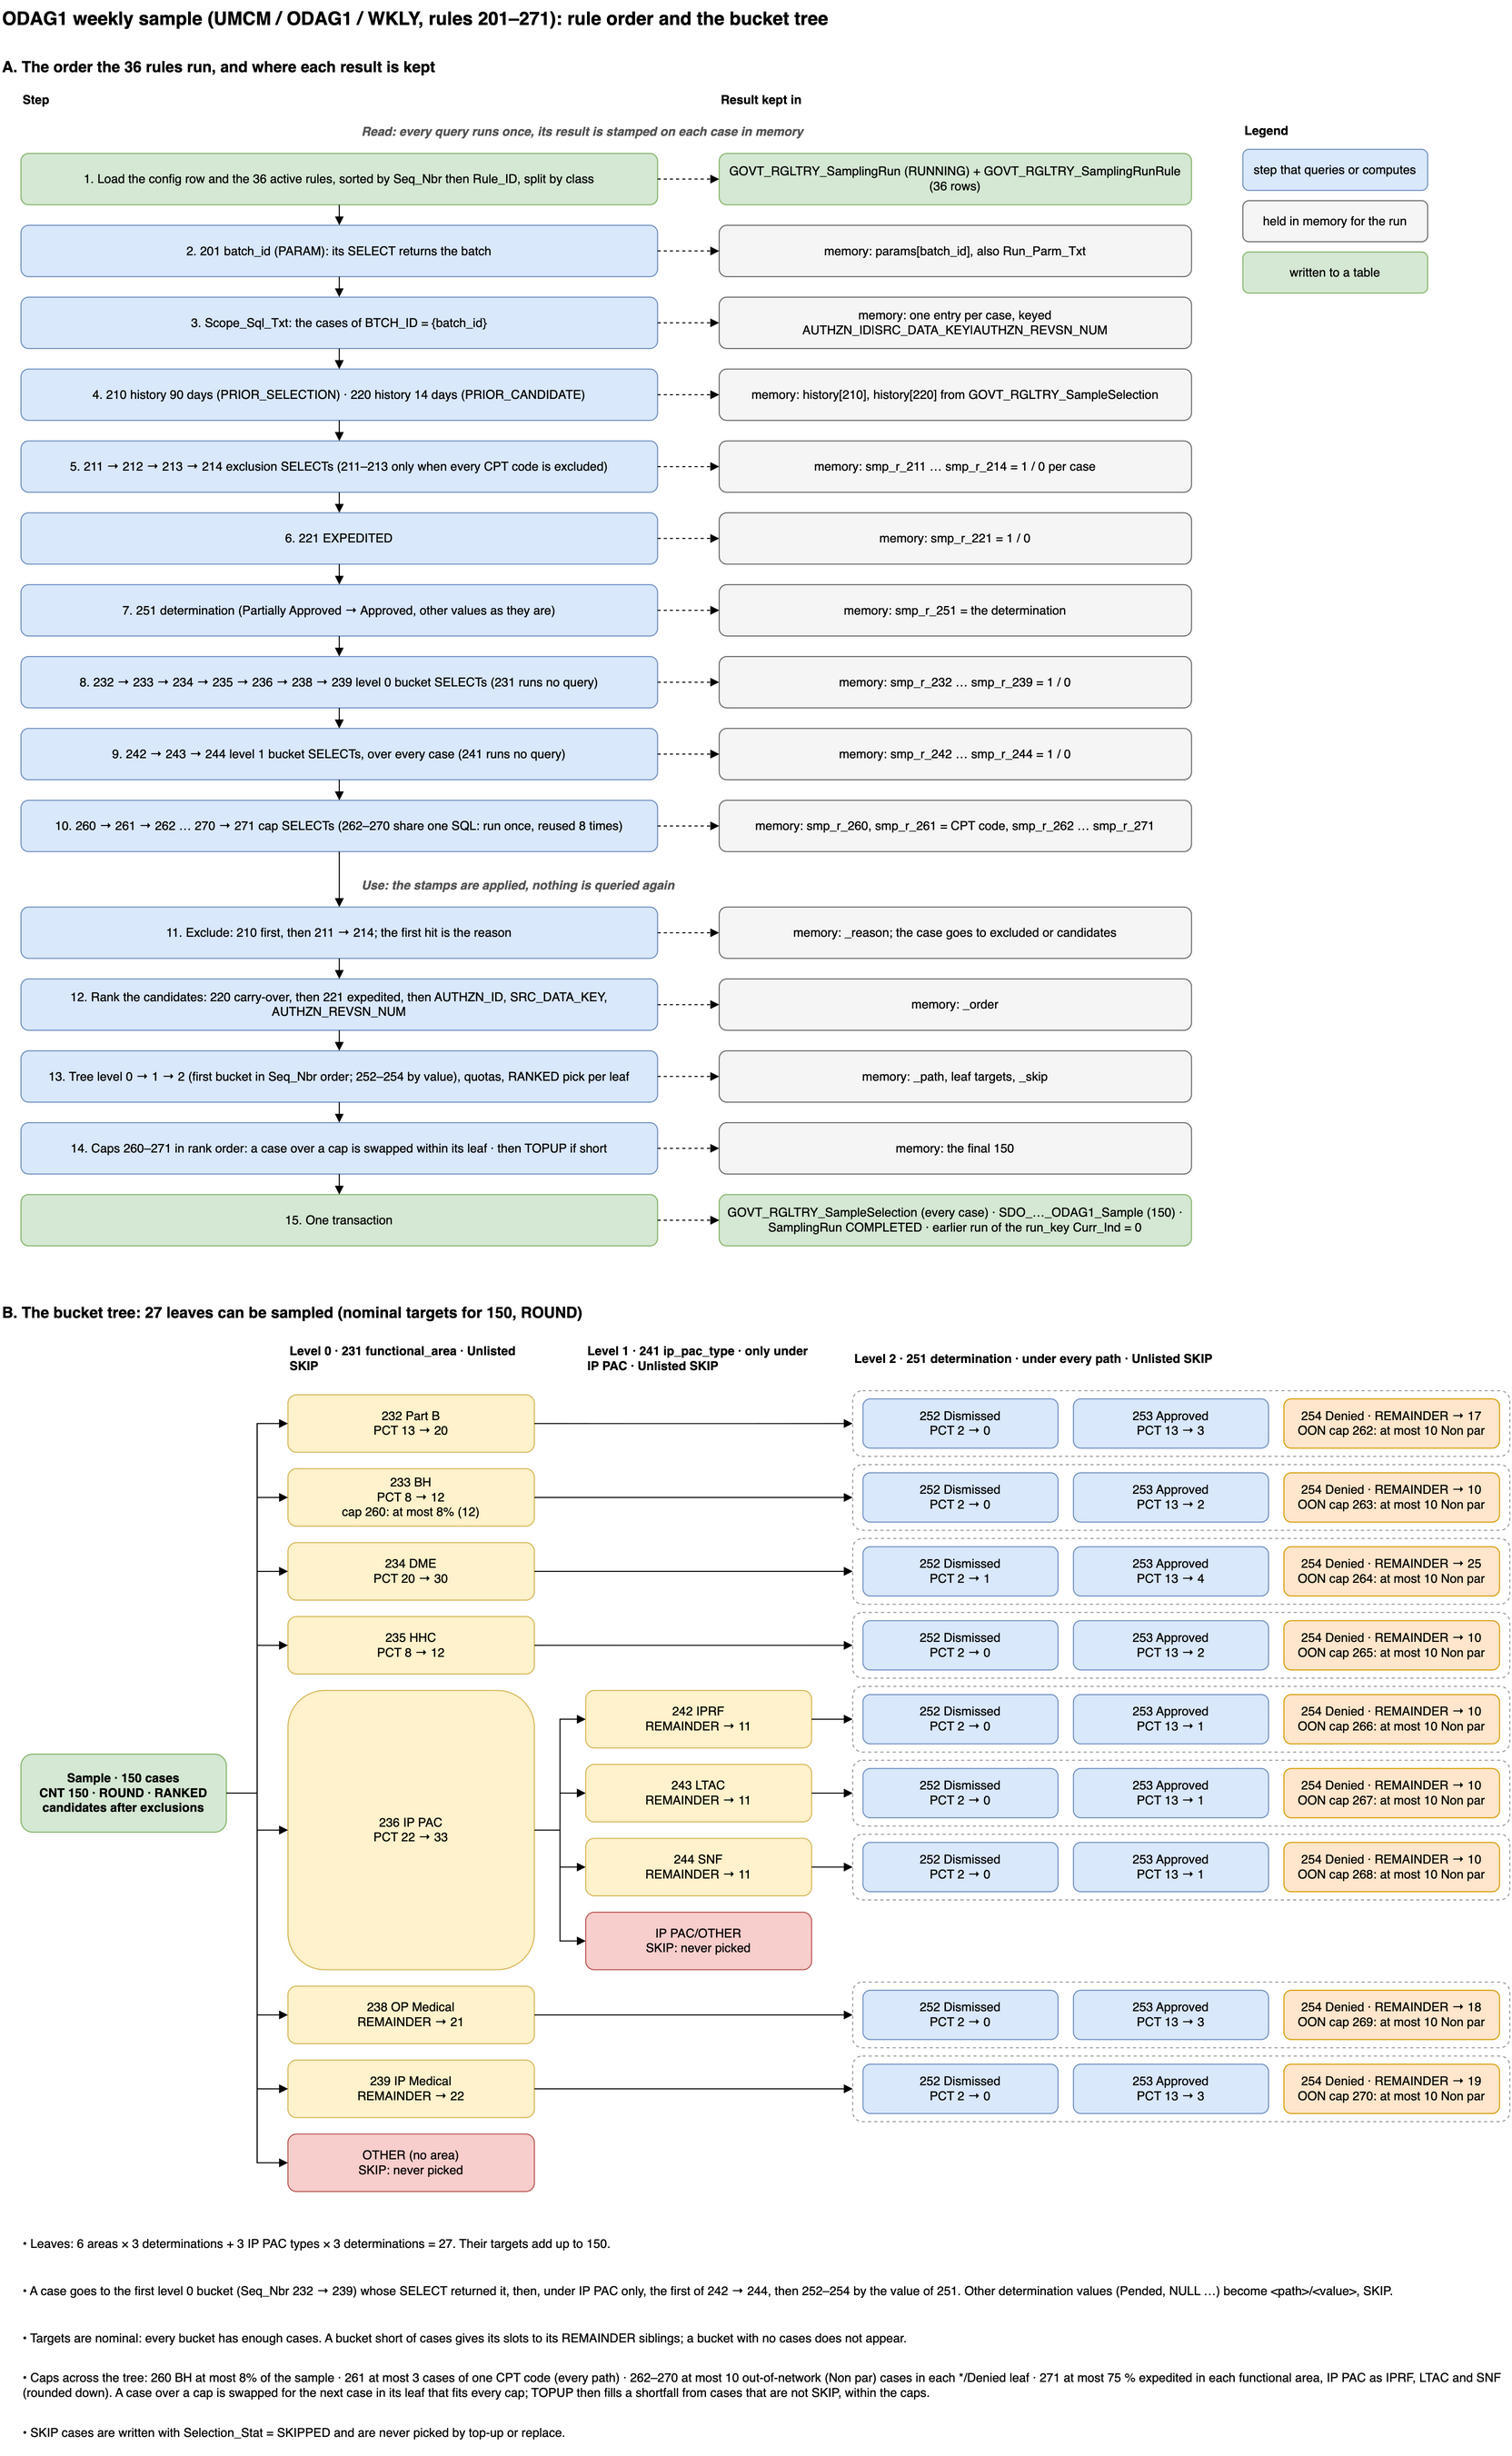 ODAG1 weekly sample (UMCM / ODAG1 / WKLY, rules 201–271): rule order and the bucket tree
A. The order the 36 rules run, and where each result is kept
Step
Result kept in
Read: every query runs once, its result is stamped on each case in memory
Legend
1. Load the config row and the 36 active rules, sorted by Seq_Nbr then Rule_ID, split by class
GOVT_RGLTRY_SamplingRun (RUNNING) + GOVT_RGLTRY_SamplingRunRule
(36 rows)
step that queries or computes
held in memory for the run
written to a table
2. 201 batch_id (PARAM): its SELECT returns the batch
memory: params[batch_id], also Run_Parm_Txt
3. Scope_Sql_Txt: the cases of BTCH_ID = {batch_id}
memory: one entry per case, keyed
AUTHZN_ID|SRC_DATA_KEY|AUTHZN_REVSN_NUM
4. 210 history 90 days (PRIOR_SELECTION) · 220 history 14 days (PRIOR_CANDIDATE)
memory: history[210], history[220] from GOVT_RGLTRY_SampleSelection
5. 211 → 212 → 213 → 214 exclusion SELECTs (211–213 only when every CPT code is excluded)
memory: smp_r_211 … smp_r_214 = 1 / 0 per case
6. 221 EXPEDITED
memory: smp_r_221 = 1 / 0
7. 251 determination (Partially Approved → Approved, other values as they are)
memory: smp_r_251 = the determination
8. 232 → 233 → 234 → 235 → 236 → 238 → 239 level 0 bucket SELECTs (231 runs no query)
memory: smp_r_232 … smp_r_239 = 1 / 0
9. 242 → 243 → 244 level 1 bucket SELECTs, over every case (241 runs no query)
memory: smp_r_242 … smp_r_244 = 1 / 0
10. 260 → 261 → 262 … 270 → 271 cap SELECTs (262–270 share one SQL: run once, reused 8 times)
memory: smp_r_260, smp_r_261 = CPT code, smp_r_262 … smp_r_271
Use: the stamps are applied, nothing is queried again
11. Exclude: 210 first, then 211 → 214; the first hit is the reason
memory: _reason; the case goes to excluded or candidates
12. Rank the candidates: 220 carry-over, then 221 expedited, then AUTHZN_ID, SRC_DATA_KEY,
AUTHZN_REVSN_NUM
memory: _order
13. Tree level 0 → 1 → 2 (first bucket in Seq_Nbr order; 252–254 by value), quotas, RANKED pick per leaf
memory: _path, leaf targets, _skip
14. Caps 260–271 in rank order: a case over a cap is swapped within its leaf · then TOPUP if short
memory: the final 150
15. One transaction
GOVT_RGLTRY_SampleSelection (every case) · SDO_…_ODAG1_Sample (150) ·
SamplingRun COMPLETED · earlier run of the run_key Curr_Ind = 0
B. The bucket tree: 27 leaves can be sampled (nominal targets for 150, ROUND)
Level 0 · 231 functional_area · Unlisted
SKIP
Level 1 · 241 ip_pac_type · only under
IP PAC · Unlisted SKIP
Level 2 · 251 determination · under every path · Unlisted SKIP
232 Part B
PCT 13 → 20
252 Dismissed
PCT 2 → 0
253 Approved
PCT 13 → 3
254 Denied · REMAINDER → 17
OON cap 262: at most 10 Non par
233 BH
PCT 8 → 12
cap 260: at most 8% (12)
252 Dismissed
PCT 2 → 0
253 Approved
PCT 13 → 2
254 Denied · REMAINDER → 10
OON cap 263: at most 10 Non par
234 DME
PCT 20 → 30
252 Dismissed
PCT 2 → 1
253 Approved
PCT 13 → 4
254 Denied · REMAINDER → 25
OON cap 264: at most 10 Non par
235 HHC
PCT 8 → 12
252 Dismissed
PCT 2 → 0
253 Approved
PCT 13 → 2
254 Denied · REMAINDER → 10
OON cap 265: at most 10 Non par
Sample · 150 cases
CNT 150 · ROUND · RANKED
candidates after exclusions
236 IP PAC
PCT 22 → 33
242 IPRF
REMAINDER → 11
252 Dismissed
PCT 2 → 0
253 Approved
PCT 13 → 1
254 Denied · REMAINDER → 10
OON cap 266: at most 10 Non par
243 LTAC
REMAINDER → 11
252 Dismissed
PCT 2 → 0
253 Approved
PCT 13 → 1
254 Denied · REMAINDER → 10
OON cap 267: at most 10 Non par
244 SNF
REMAINDER → 11
252 Dismissed
PCT 2 → 0
253 Approved
PCT 13 → 1
254 Denied · REMAINDER → 10
OON cap 268: at most 10 Non par
IP PAC/OTHER
SKIP: never picked
238 OP Medical
REMAINDER → 21
252 Dismissed
PCT 2 → 0
253 Approved
PCT 13 → 3
254 Denied · REMAINDER → 18
OON cap 269: at most 10 Non par
239 IP Medical
REMAINDER → 22
252 Dismissed
PCT 2 → 0
253 Approved
PCT 13 → 3
254 Denied · REMAINDER → 19
OON cap 270: at most 10 Non par
OTHER (no area)
SKIP: never picked
• Leaves: 6 areas × 3 determinations + 3 IP PAC types × 3 determinations = 27. Their targets add up to 150.
• A case goes to the first level 0 bucket (Seq_Nbr 232 → 239) whose SELECT returned it, then, under IP PAC only, the first of 242 → 244, then 252–254 by the value of 251. Other determination values (Pended, NULL …) become <path>/<value>, SKIP.
• Targets are nominal: every bucket has enough cases. A bucket short of cases gives its slots to its REMAINDER siblings; a bucket with no cases does not appear.
• Caps across the tree: 260 BH at most 8% of the sample · 261 at most 3 cases of one CPT code (every path) · 262–270 at most 10 out-of-network (Non par) cases in each */Denied leaf · 271 at most 75 % expedited in each functional area, IP PAC as IPRF, LTAC and SNF
(rounded down). A case over a cap is swapped for the next case in its leaf that fits every cap; TOPUP then fills a shortfall from cases that are not SKIP, within the caps.
• SKIP cases are written with Selection_Stat = SKIPPED and are never picked by top-up or replace.